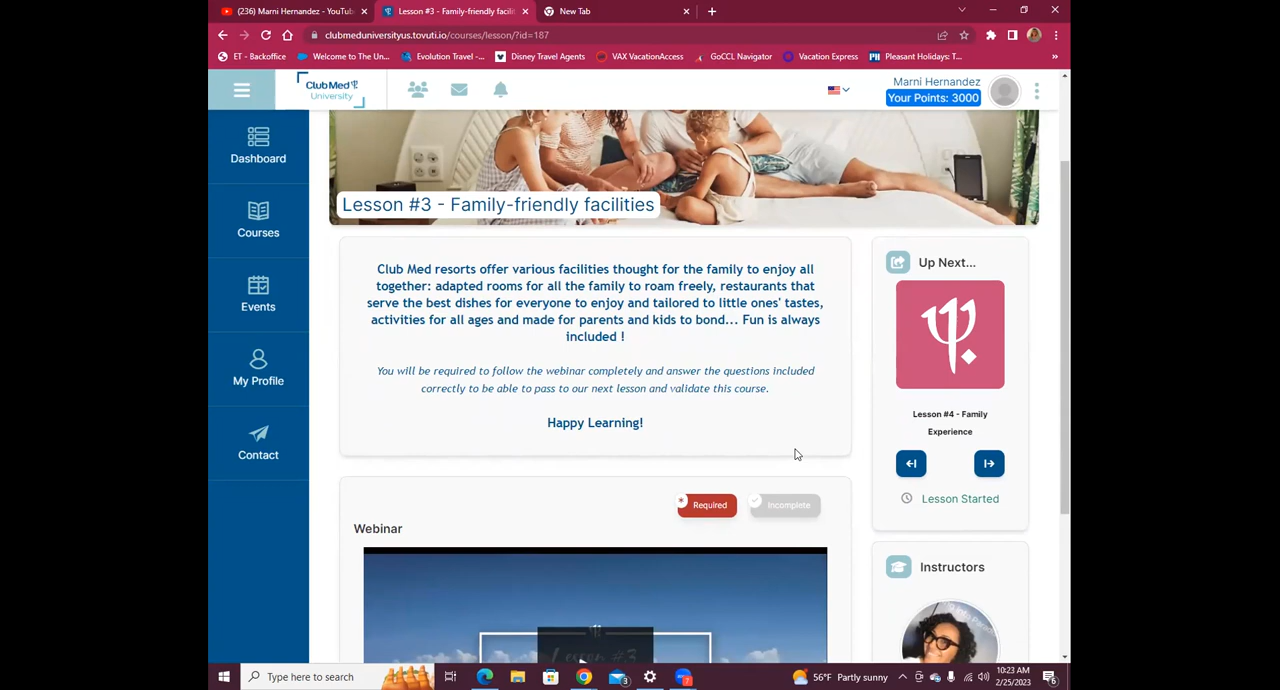 (236) Marni Hernandez - YouTub
Lesson #3 - Family-friendly facilit
New Tab
clubmeduniversityus.tovuti.io/courses/lesson/?id=187
ET - Backoffice
Welcome to The Un...
Evolution Travel -...
Disney Travel Agents
VAX VacationAccess
GoCCL Navigator
Vacation Express
Pleasant Holidays: T...
»
Club Med
University
Marni Hernandez
Your Points: 3000
Dashboard
Courses
Events
My Profile
Contact
Lesson #3 - Family-friendly facilities
Club Med resorts offer various facilities thought for the family to enjoy all
together: adapted rooms for all the family to roam freely, restaurants that
serve the best dishes for everyone to enjoy and tailored to little ones' tastes,
activities for all ages and made for parents and kids to bond... Fun is always
included !
You will be required to follow the webinar completely and answer the questions included
correctly to be able to pass to our next lesson and validate this course.
Happy Learning!
Required
Incomplete
Webinar
Lesson #3
Up Next...
Lesson #4 - Family
Experience
Lesson Started
Instructors
Type here to search
3
7
56°F Partly sunny
10:23 AM
2/25/2023
6